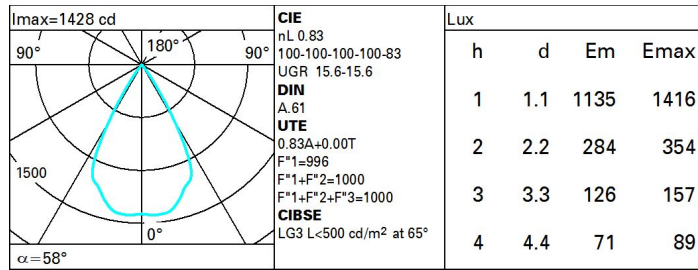 Imax=1428 cd
90°
180°
90°
1500
0°
α=58°
CIE
nL 0.83
100-100-100-100-83
UGR 15.6-15.6
DIN
A.61
UTE
0.83A+0.00T
F"1=996
F"1+F"2=1000
F"1+F"2+F"3=1000
CIBSE
LG3 L<500 cd/m² at 65°
Lux
h d Em Emax
1 1.1 1135 1416
2 2.2 284 354
3 3.3 126 157
4 4.4 71 89